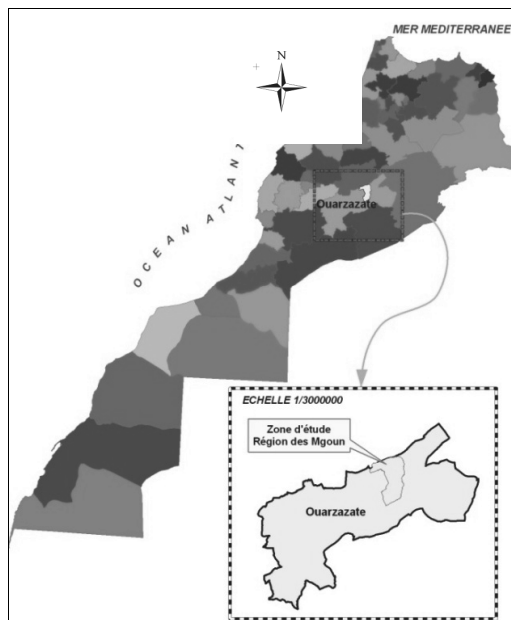 MER MEDITERRANEE
N
OCEAN ATLANT
Ouarzazate
ECHELLE 1/3000000
Zone d'étude
Région des Mgoun
Ouarzazate